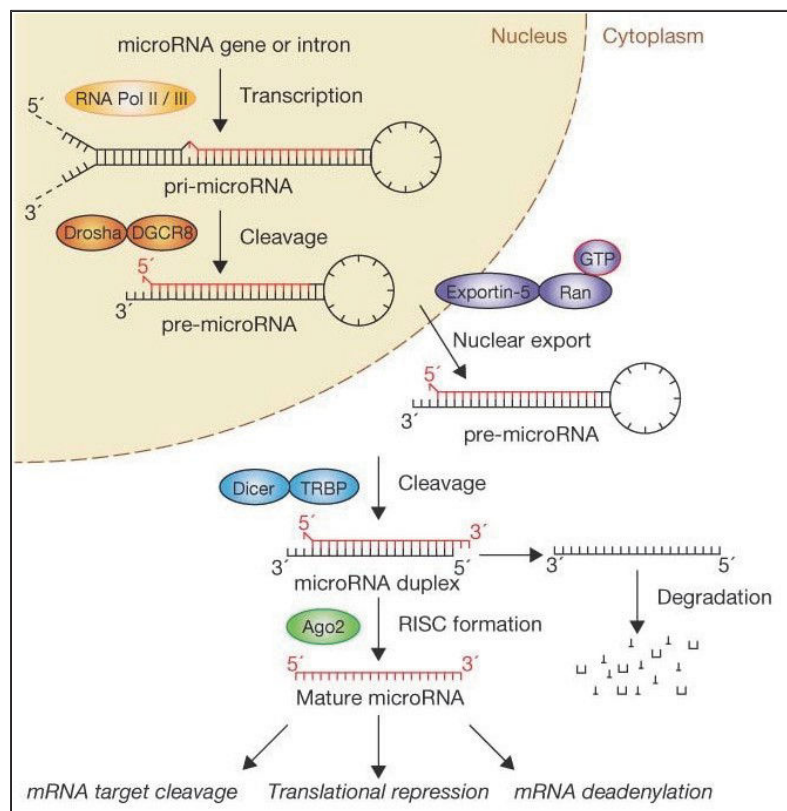 microRNA gene or intron
Nucleus
Cytoplasm
RNA Pol II / III
Transcription
5´
3´
pri-microRNA
Drosha
DGCR8
Cleavage
5´
3´
pre-microRNA
GTP
Exportin-5
Ran
Nuclear export
5´
3´
pre-microRNA
Dicer
TRBP
Cleavage
3´
3´
5´
microRNA duplex
3´
5´
Degradation
Ago2
RISC formation
5´
3´
Mature microRNA
mRNA target cleavage
Translational repression
mRNA deadenylation